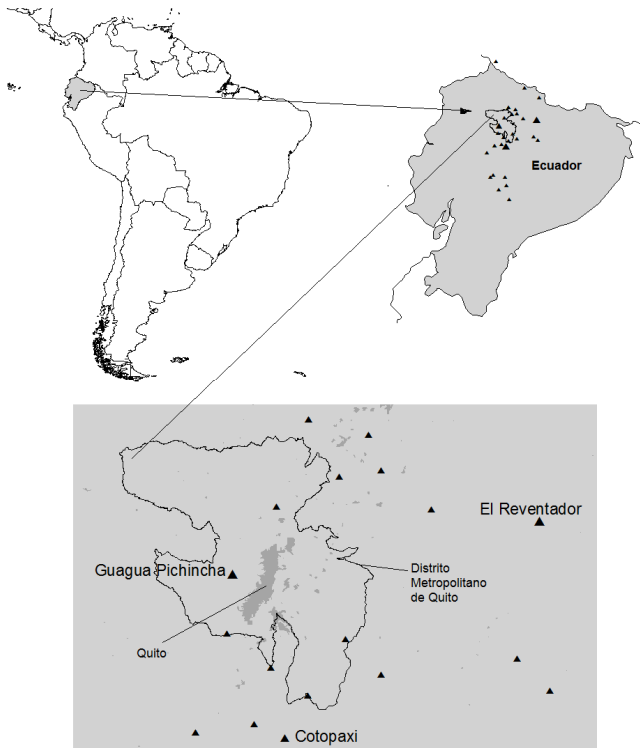 Ecuador
El Reventador
Guagua Pichincha
Distrito
Metropolitano
de Quito
Quito
Cotopaxi